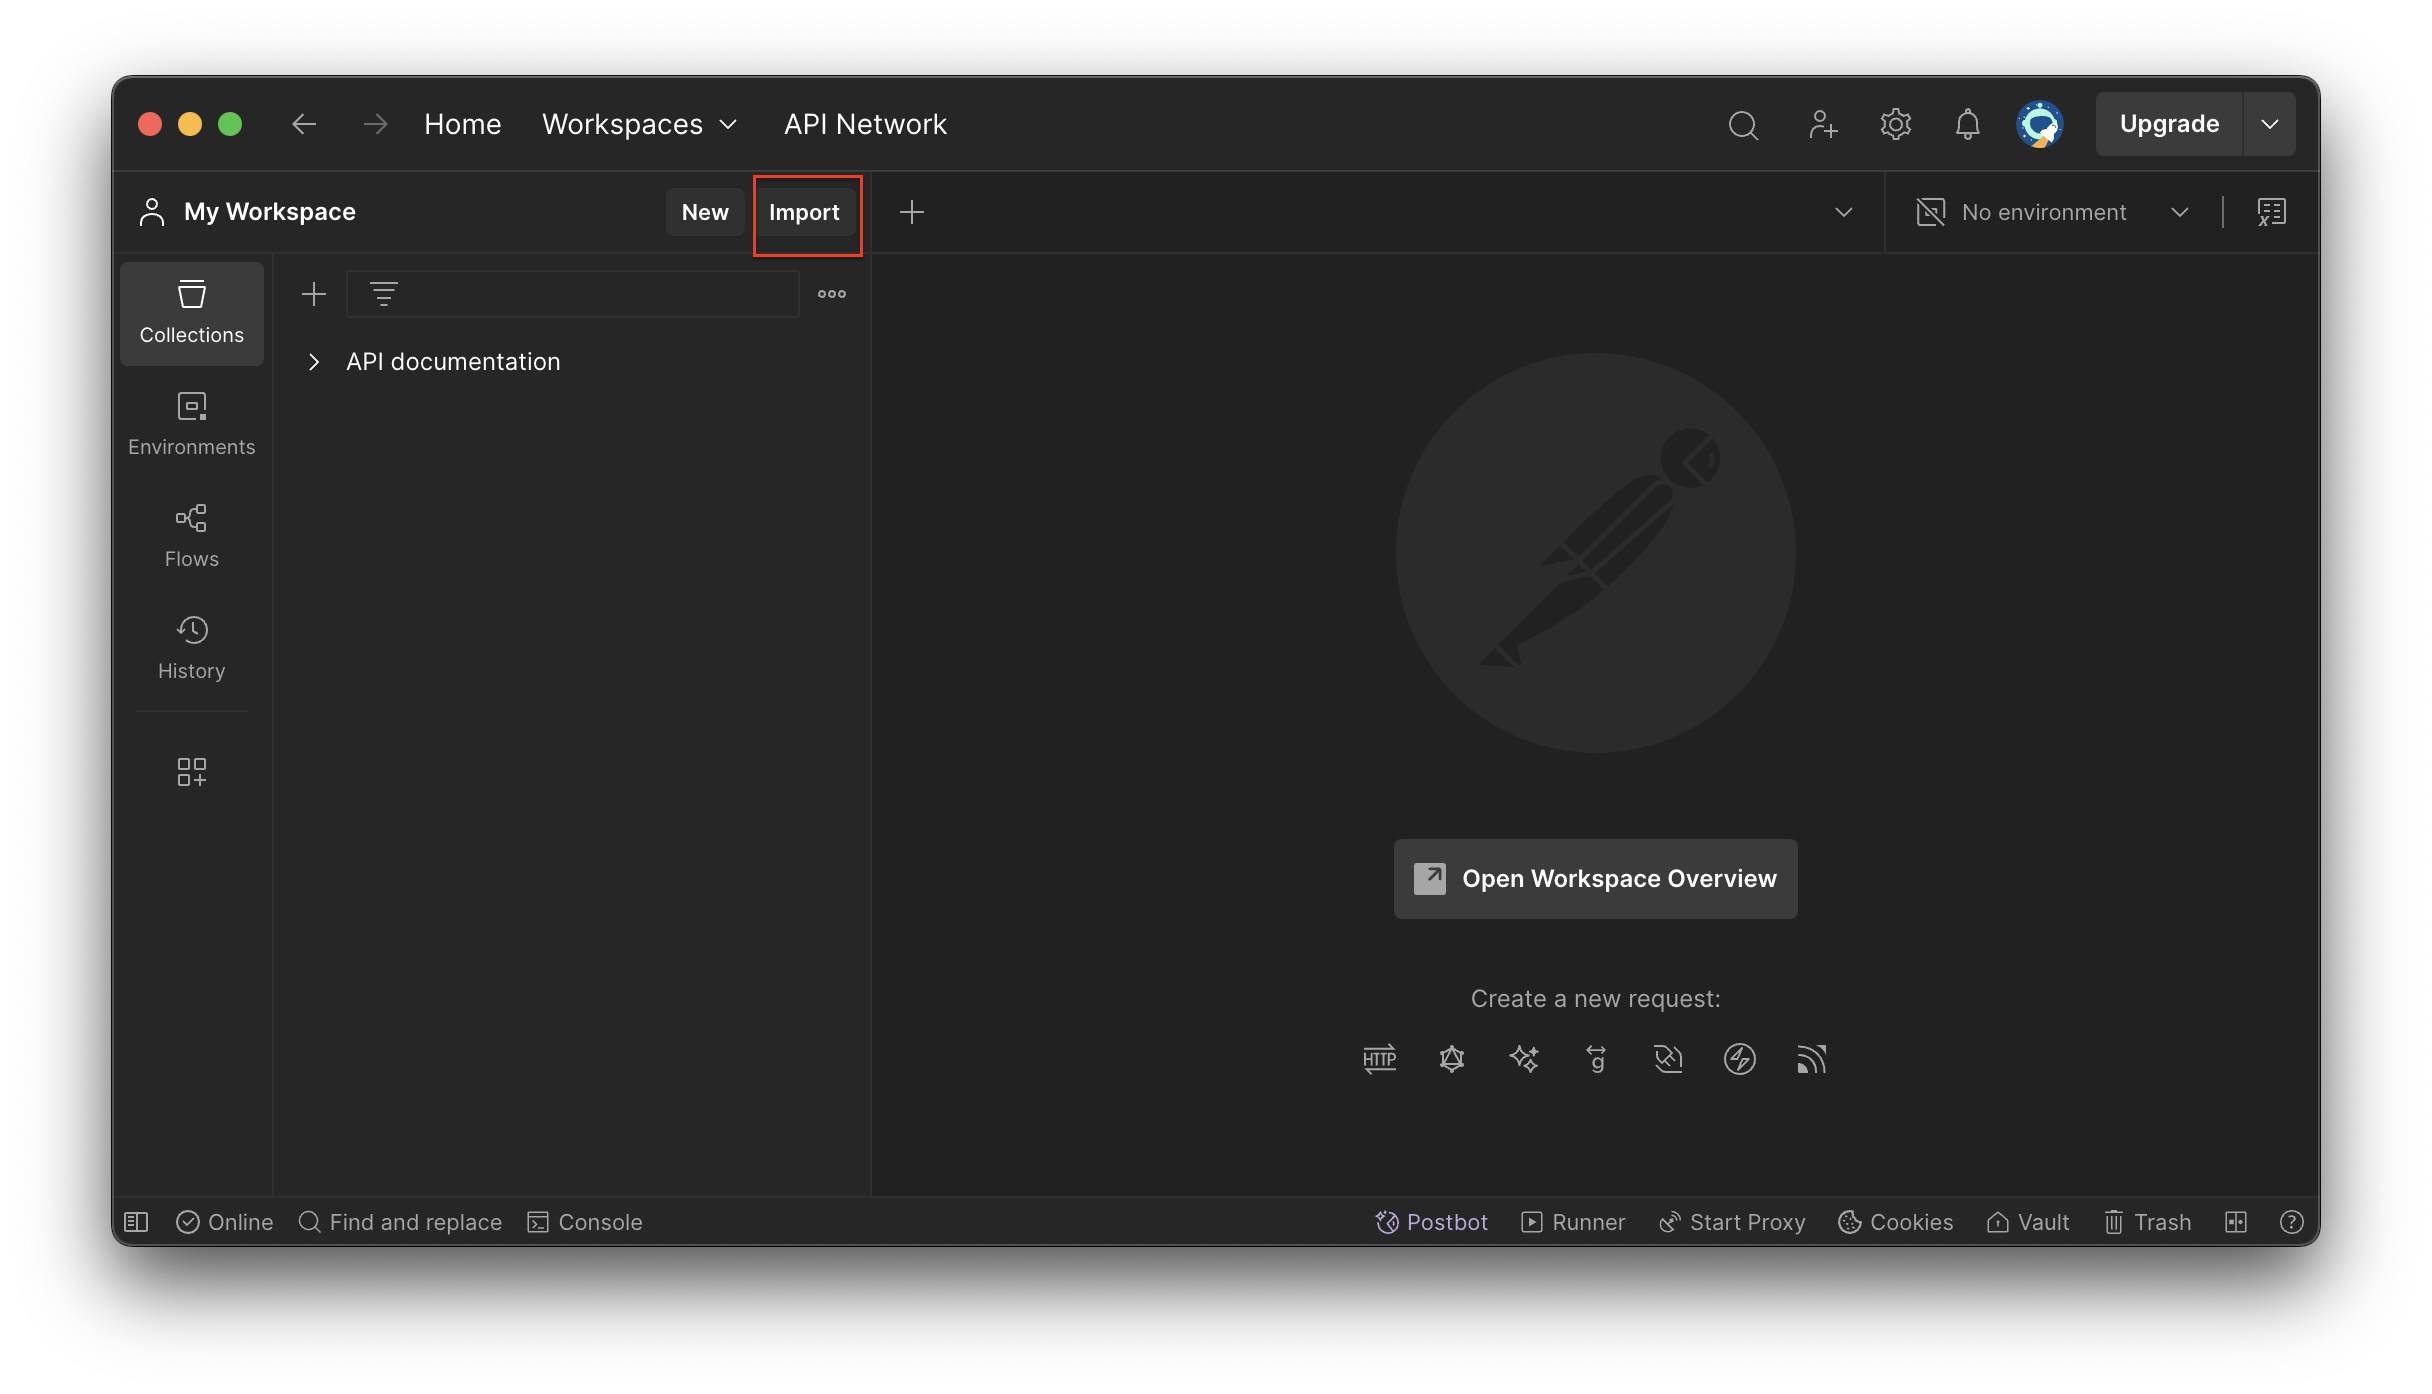 Home Workspaces API Network Upgrade
My Workspace New Import No environment
Collections
API documentation
Environments
Flows
History
Open Workspace Overview
Create a new request:
HTTP g
Online Find and replace Console Postbot Runner Start Proxy Cookies Vault Trash